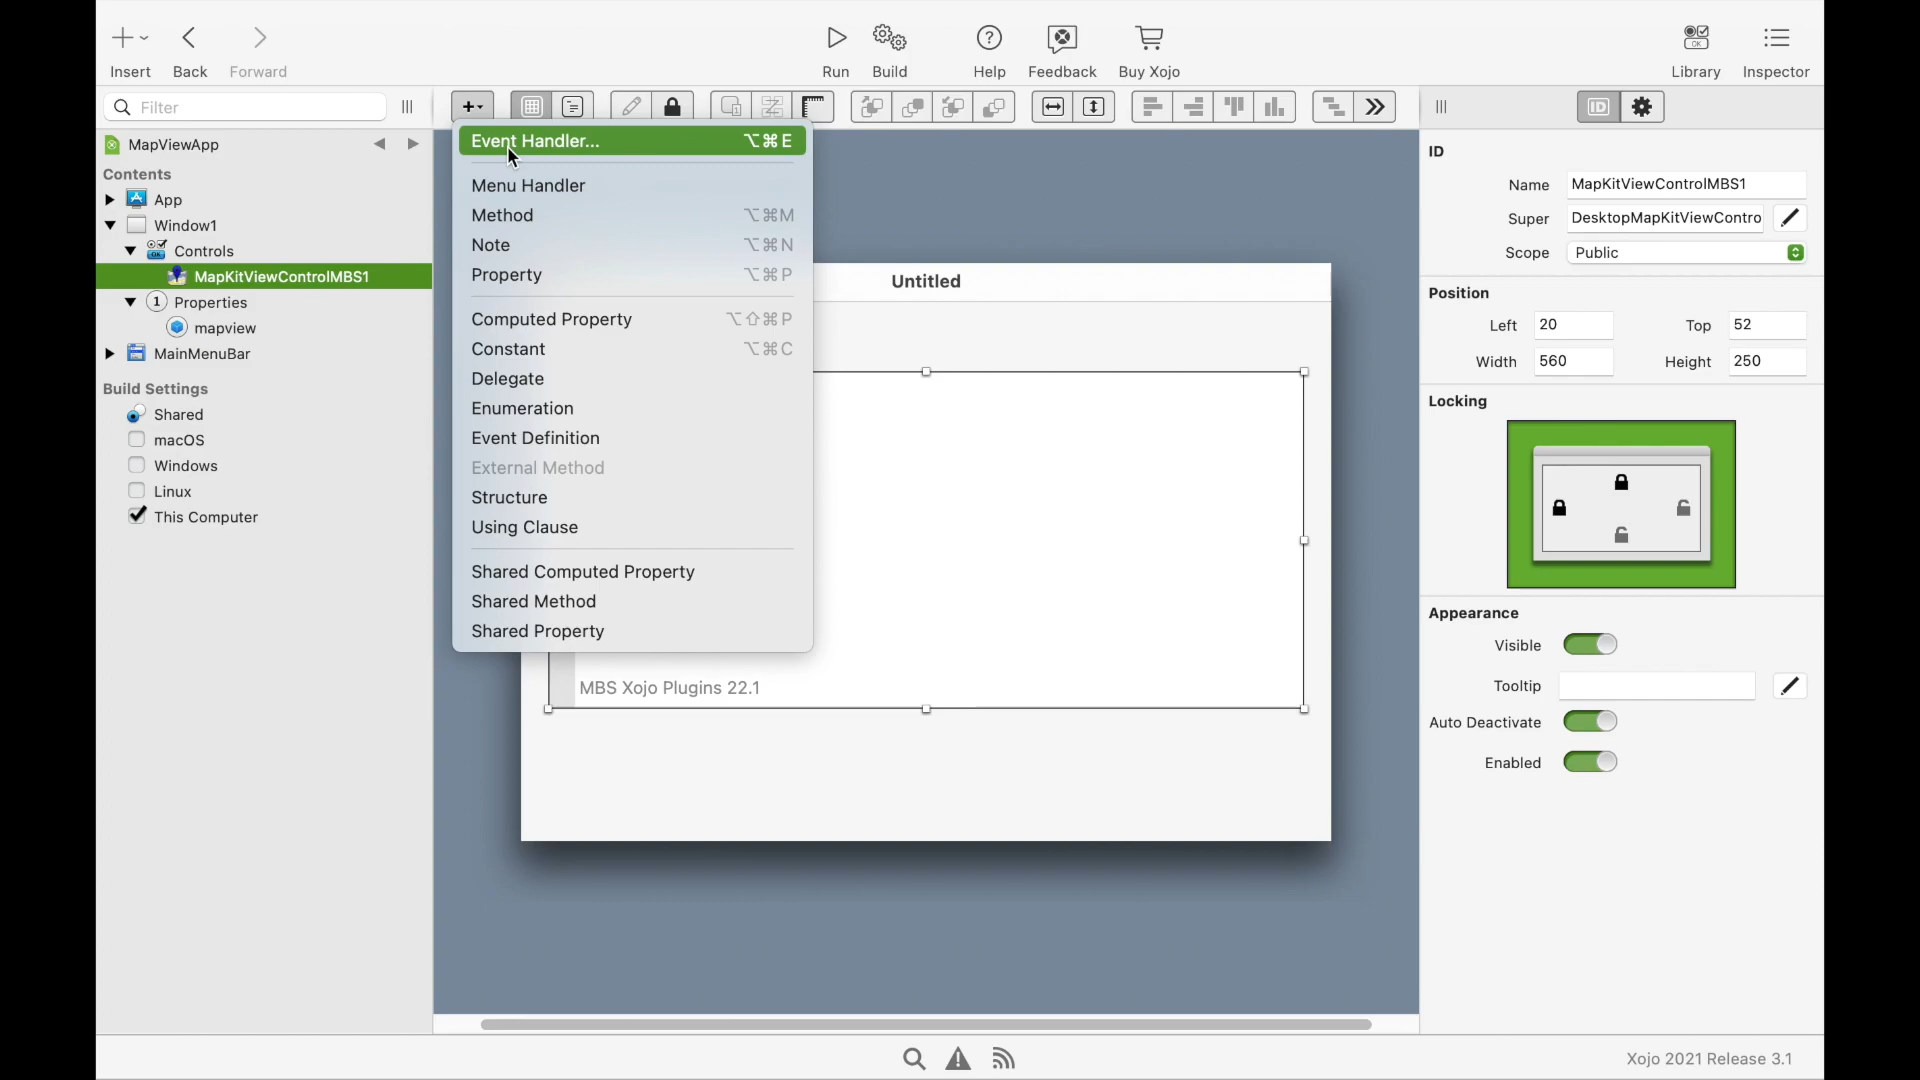 Insert Back Forward
Run Build Help Feedback Buy Xojo
Library Inspector
Filter
MapViewApp
Contents
App
Window1
Controls
MapKitViewControlMBS1
1 Properties
mapview
MainMenuBar
Build Settings
Shared
macOS
Windows
Linux
This Computer
Event Handler... ⌥⌘E
Menu Handler
Method ⌥⌘M
Note ⌥⌘N
Property ⌥⌘P
Computed Property ⌥⇧⌘P
Constant ⌥⌘C
Delegate
Enumeration
Event Definition
External Method
Structure
Using Clause
Shared Computed Property
Shared Method
Shared Property
Untitled
MBS Xojo Plugins 22.1
ID
ID
Name MapKitViewControlMBS1
Super DesktopMapKitViewContro
Scope Public
Position
Left 20 Top 52
Width 560 Height 250
Locking
Appearance
Visible
Tooltip
Auto Deactivate
Enabled
Xojo 2021 Release 3.1